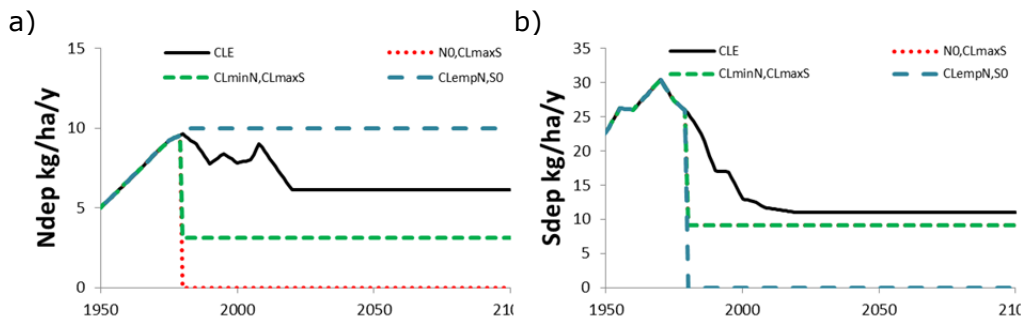 a)
CLE
N0,CLmaxS
CLminN,CLmaxS
CLempN,S0
Ndep kg/ha/y
15
10
5
0
1950
2000
2050
210
b)
CLE
N0,CLmaxS
CLminN,CLmaxS
CLempN,S0
Sdep kg/ha/y
35
30
25
20
15
10
5
0
1950
2000
2050
210